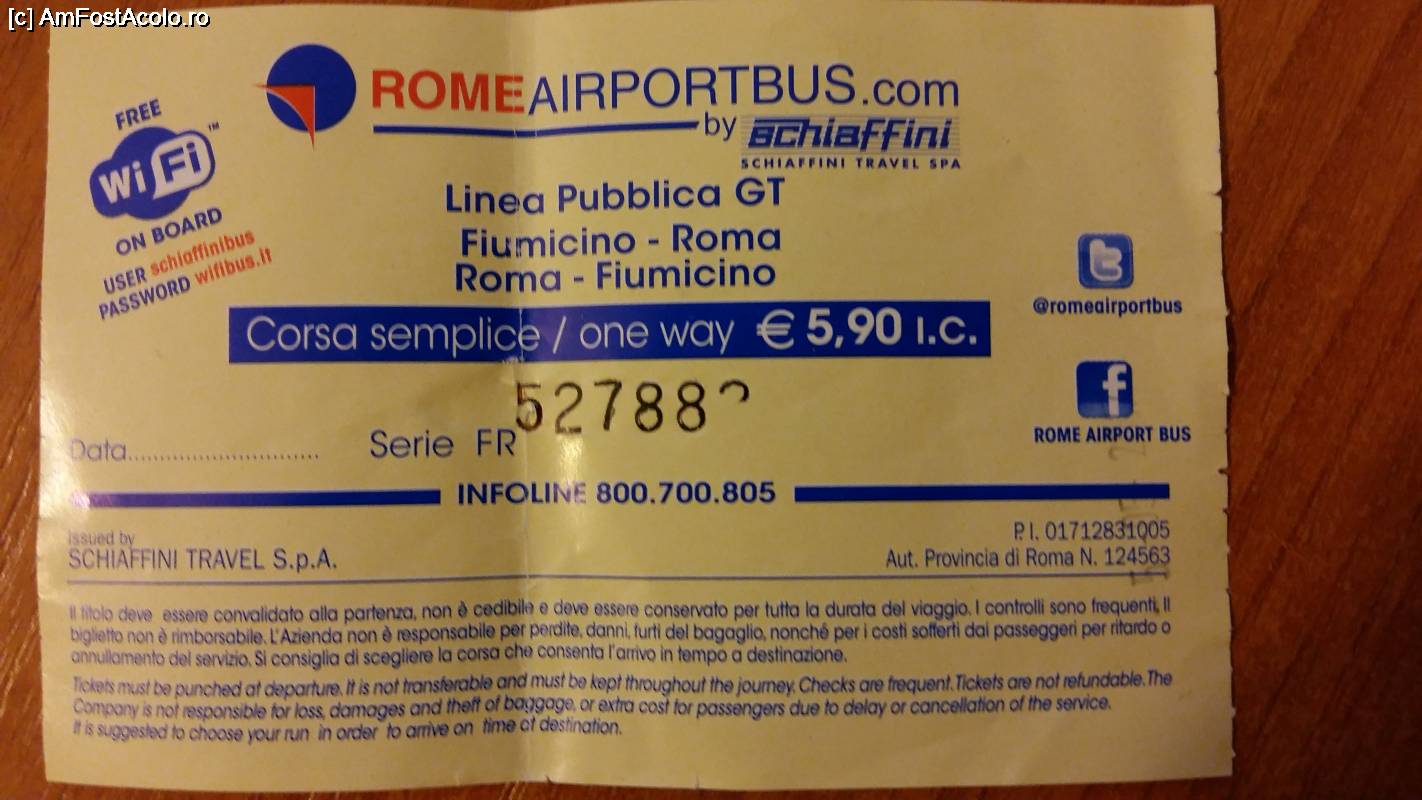 [c] AmFostAcolo.ro
ROMEAIRPORTBUS.com
by schiaffini
SCHIAFFINI TRAVEL SPA
FREE
Wi Fi TM
ON BOARD
USER schiaffinibus
PASSWORD wifibus.it
Linea Pubblica GT
Fiumicino - Roma
Roma - Fiumicino
@romeairportbus
Corsa semplice / one way € 5,90 I.C.
f
ROME AIRPORT BUS
Data.............................. Serie FR 52788
INFOLINE 800.700.805
Issued by
SCHIAFFINI TRAVEL S.p.A.
P.I. 01712831005
Aut. Provincia di Roma N. 124563
Il titolo deve essere convalidato alla partenza, non è cedibile e deve essere conservato per tutta la durata del viaggio. I controlli sono frequenti, Il
biglietto non è rimborsabile. L'Azienda non è responsabile per perdite, danni, furti del bagaglio, nonché per i costi sofferti dai passeggeri per ritardo o
annullamento del servizio. Si consiglia di scegliere la corsa che consenta l'arrivo in tempo a destinazione.
Tickets must be punched at departure. It is not transferable and must be kept throughout the journey. Checks are frequent. Tickets are not refundable. The
Company is not responsible for loss, damages and theft of baggage, or extra cost for passengers due to delay or cancellation of the service.
It is suggested to choose your run in order to arrive on time at destination.